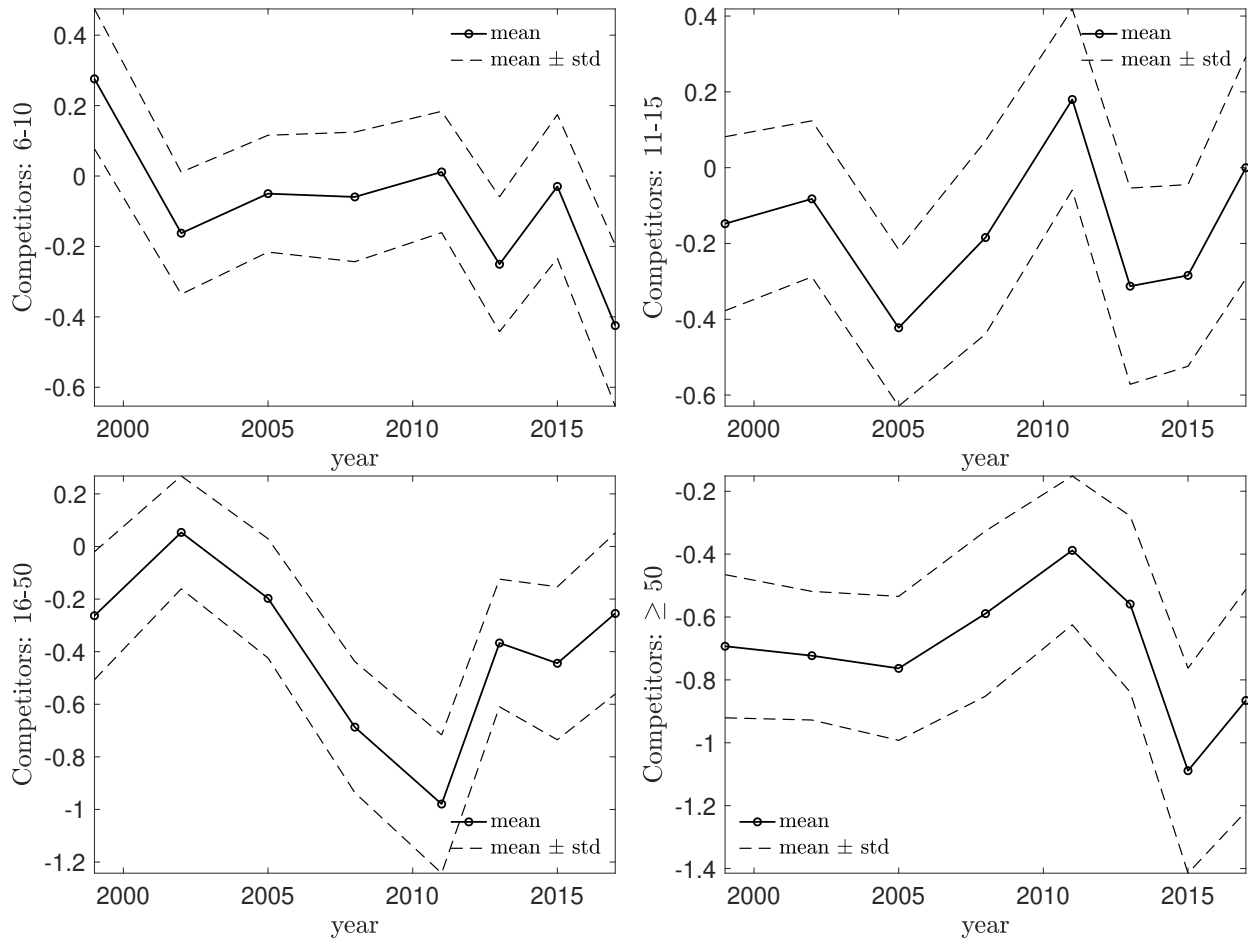 Competitors: 6-10
0.4
0.2
0
-0.2
-0.4
-0.6
mean
mean ± std
2000
2005
2010
2015
year
Competitors: 11-15
0.4
0.2
0
-0.2
-0.4
-0.6
mean
mean ± std
2000
2005
2010
2015
year
Competitors: 16-50
0.2
0
-0.2
-0.4
-0.6
-0.8
-1
-1.2
mean
mean ± std
2000
2005
2010
2015
year
Competitors: ≥ 50
-0.2
-0.4
-0.6
-0.8
-1
-1.2
-1.4
mean
mean ± std
2000
2005
2010
2015
year